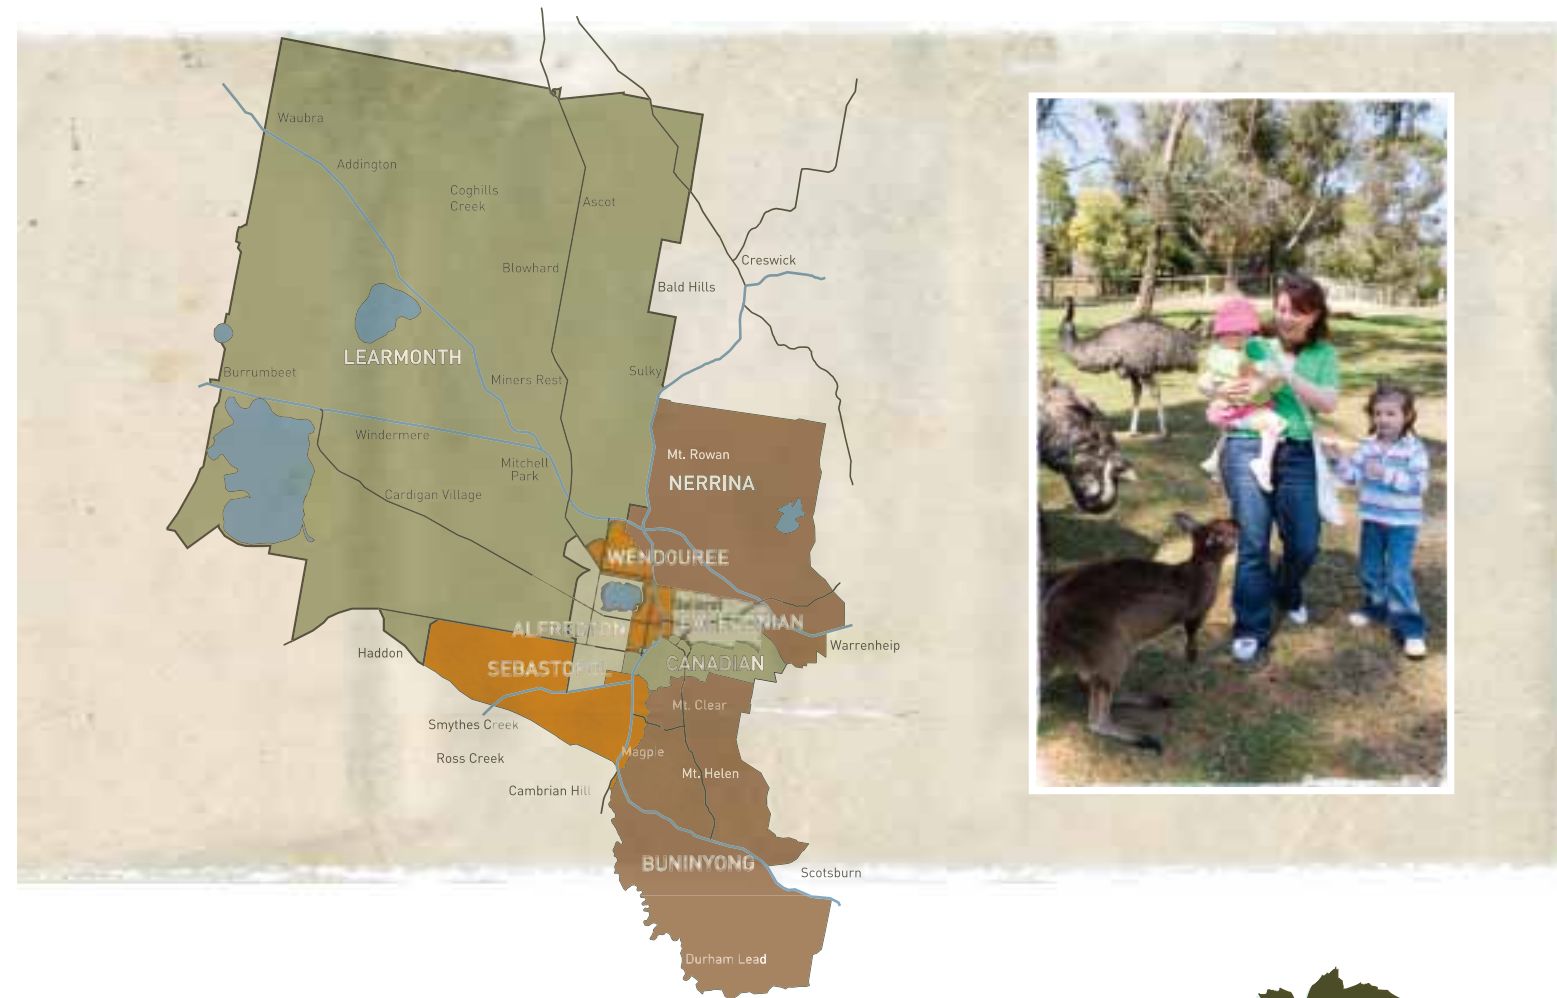 Waubra
Addington
Coghills
Creek
Ascot
Blowhard
Creswick
Bald Hills
LEARMONTH
Burrumbeet
Miners Rest
Sulky
Windermere
Mitchell
Park
Cardigan Village
Mt. Rowan
NERRINA
WENDOUREE
ALFREDTON
Warrenheip
Haddon
SEBASTOPOL
CANADIAN
Mt. Clear
Smythes Creek
Magpie
Ross Creek
Mt. Helen
Cambrian Hill
BUNINYONG
Scotsburn
Durham Lead